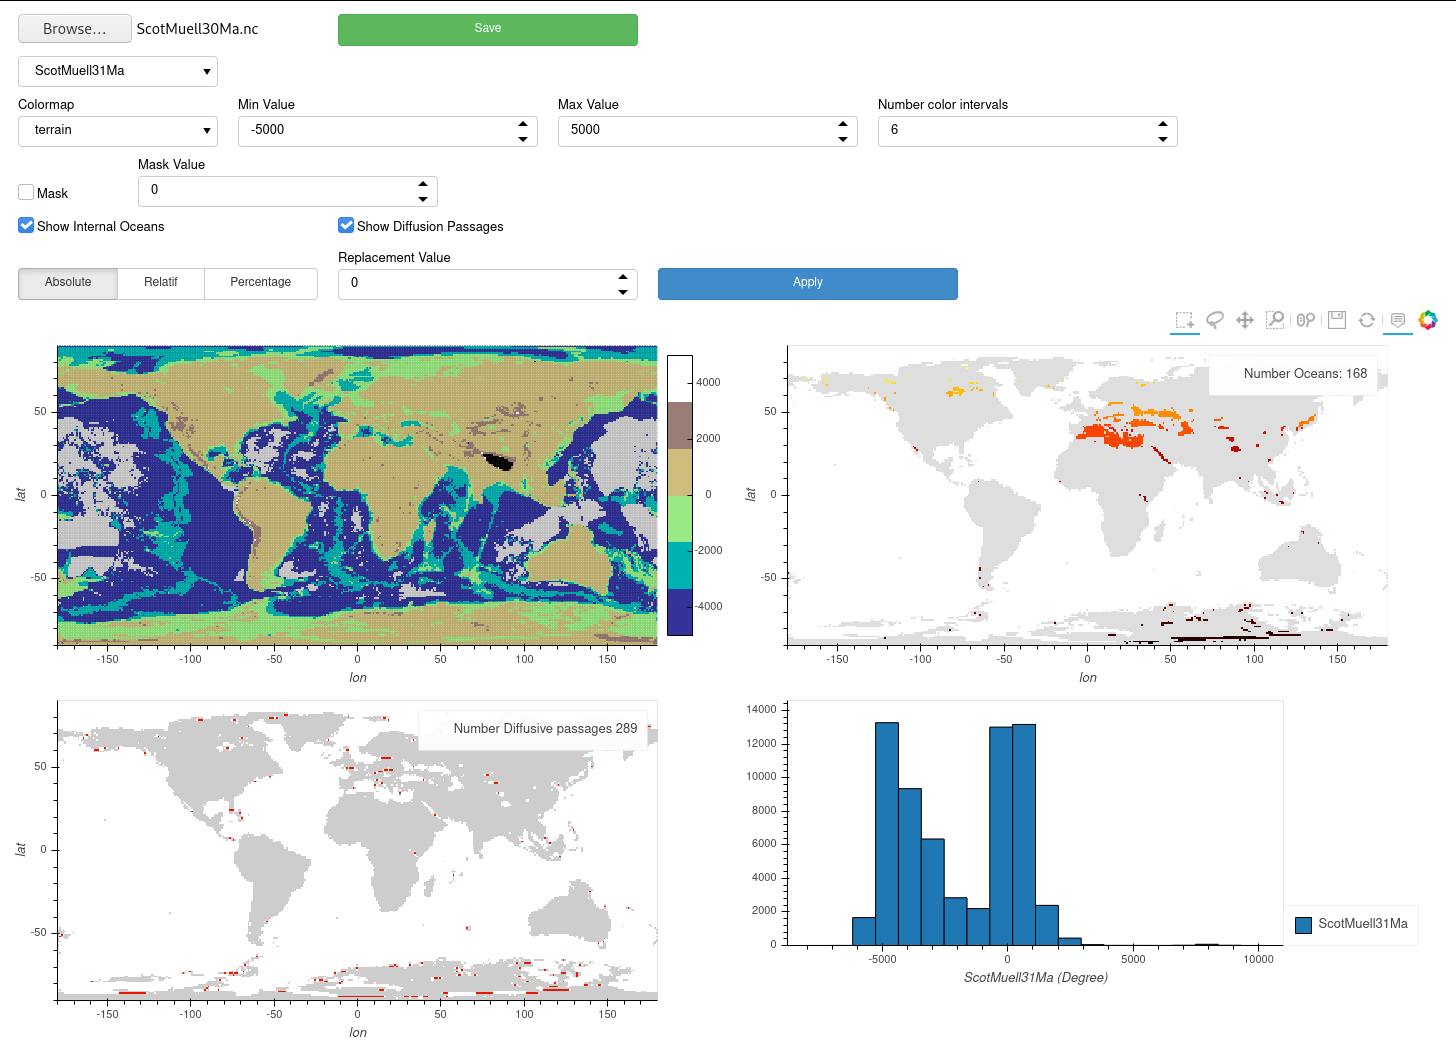 Browse... ScotMuell30Ma.nc Save
ScotMuell31Ma
Colormap Min Value Max Value Number color intervals
terrain -5000 5000 6
Mask Value
Mask 0
Show Internal Oceans Show Diffusion Passages
Replacement Value
Absolute Relatif Percentage 0 Apply
4000
2000
0
-2000
-4000
50
0
-50
lat
-150 -100 -50 0 50 100 150
lon
Number Oceans: 168
50
0
-50
lat
-150 -100 -50 0 50 100 150
lon
Number Diffusive passages 289
50
0
-50
lat
-150 -100 -50 0 50 100 150
lon
14000
12000
10000
8000
6000
4000
2000
0
-5000 0 5000 10000
ScotMuell31Ma (Degree)
ScotMuell31Ma